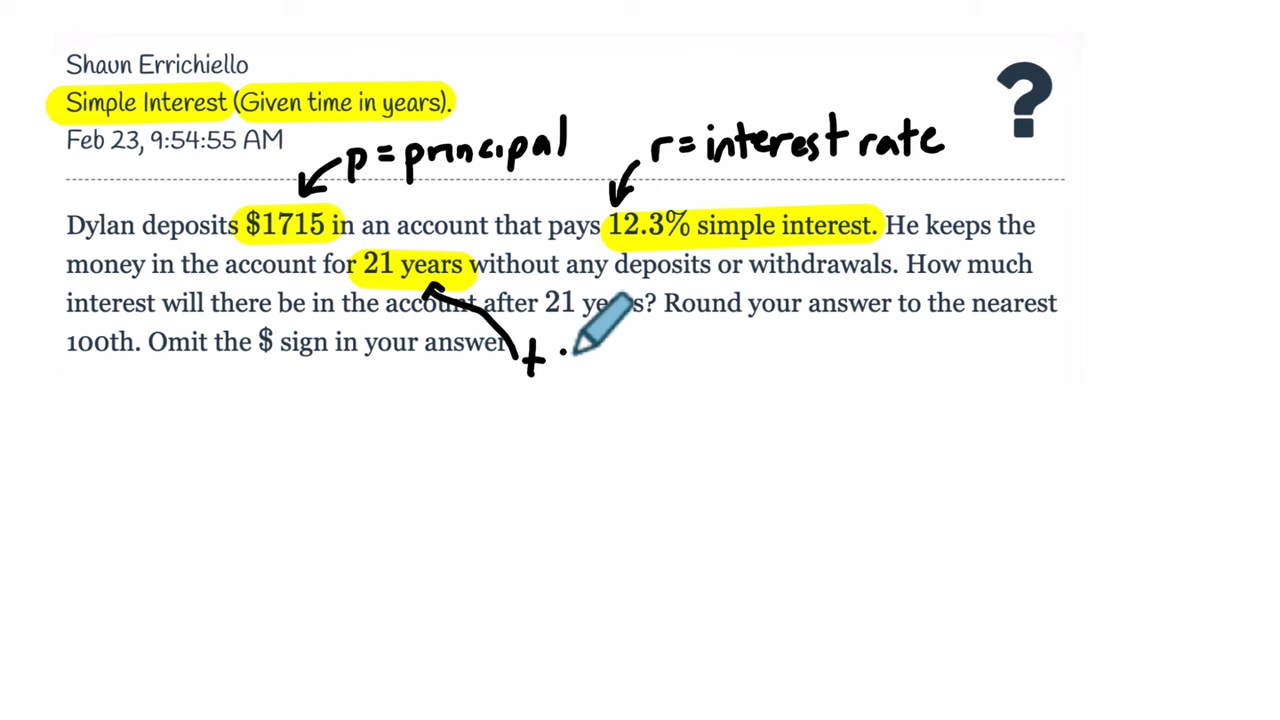 Shaun Errichiello
Simple Interest (Given time in years).
Feb 23, 9:54:55 AM
?
p = principal
r = interest rate
Dylan deposits $1715 in an account that pays 12.3% simple interest. He keeps the
money in the account for 21 years without any deposits or withdrawals. How much
interest will there be in the account after 21 years? Round your answer to the nearest
100th. Omit the $ sign in your answer
t